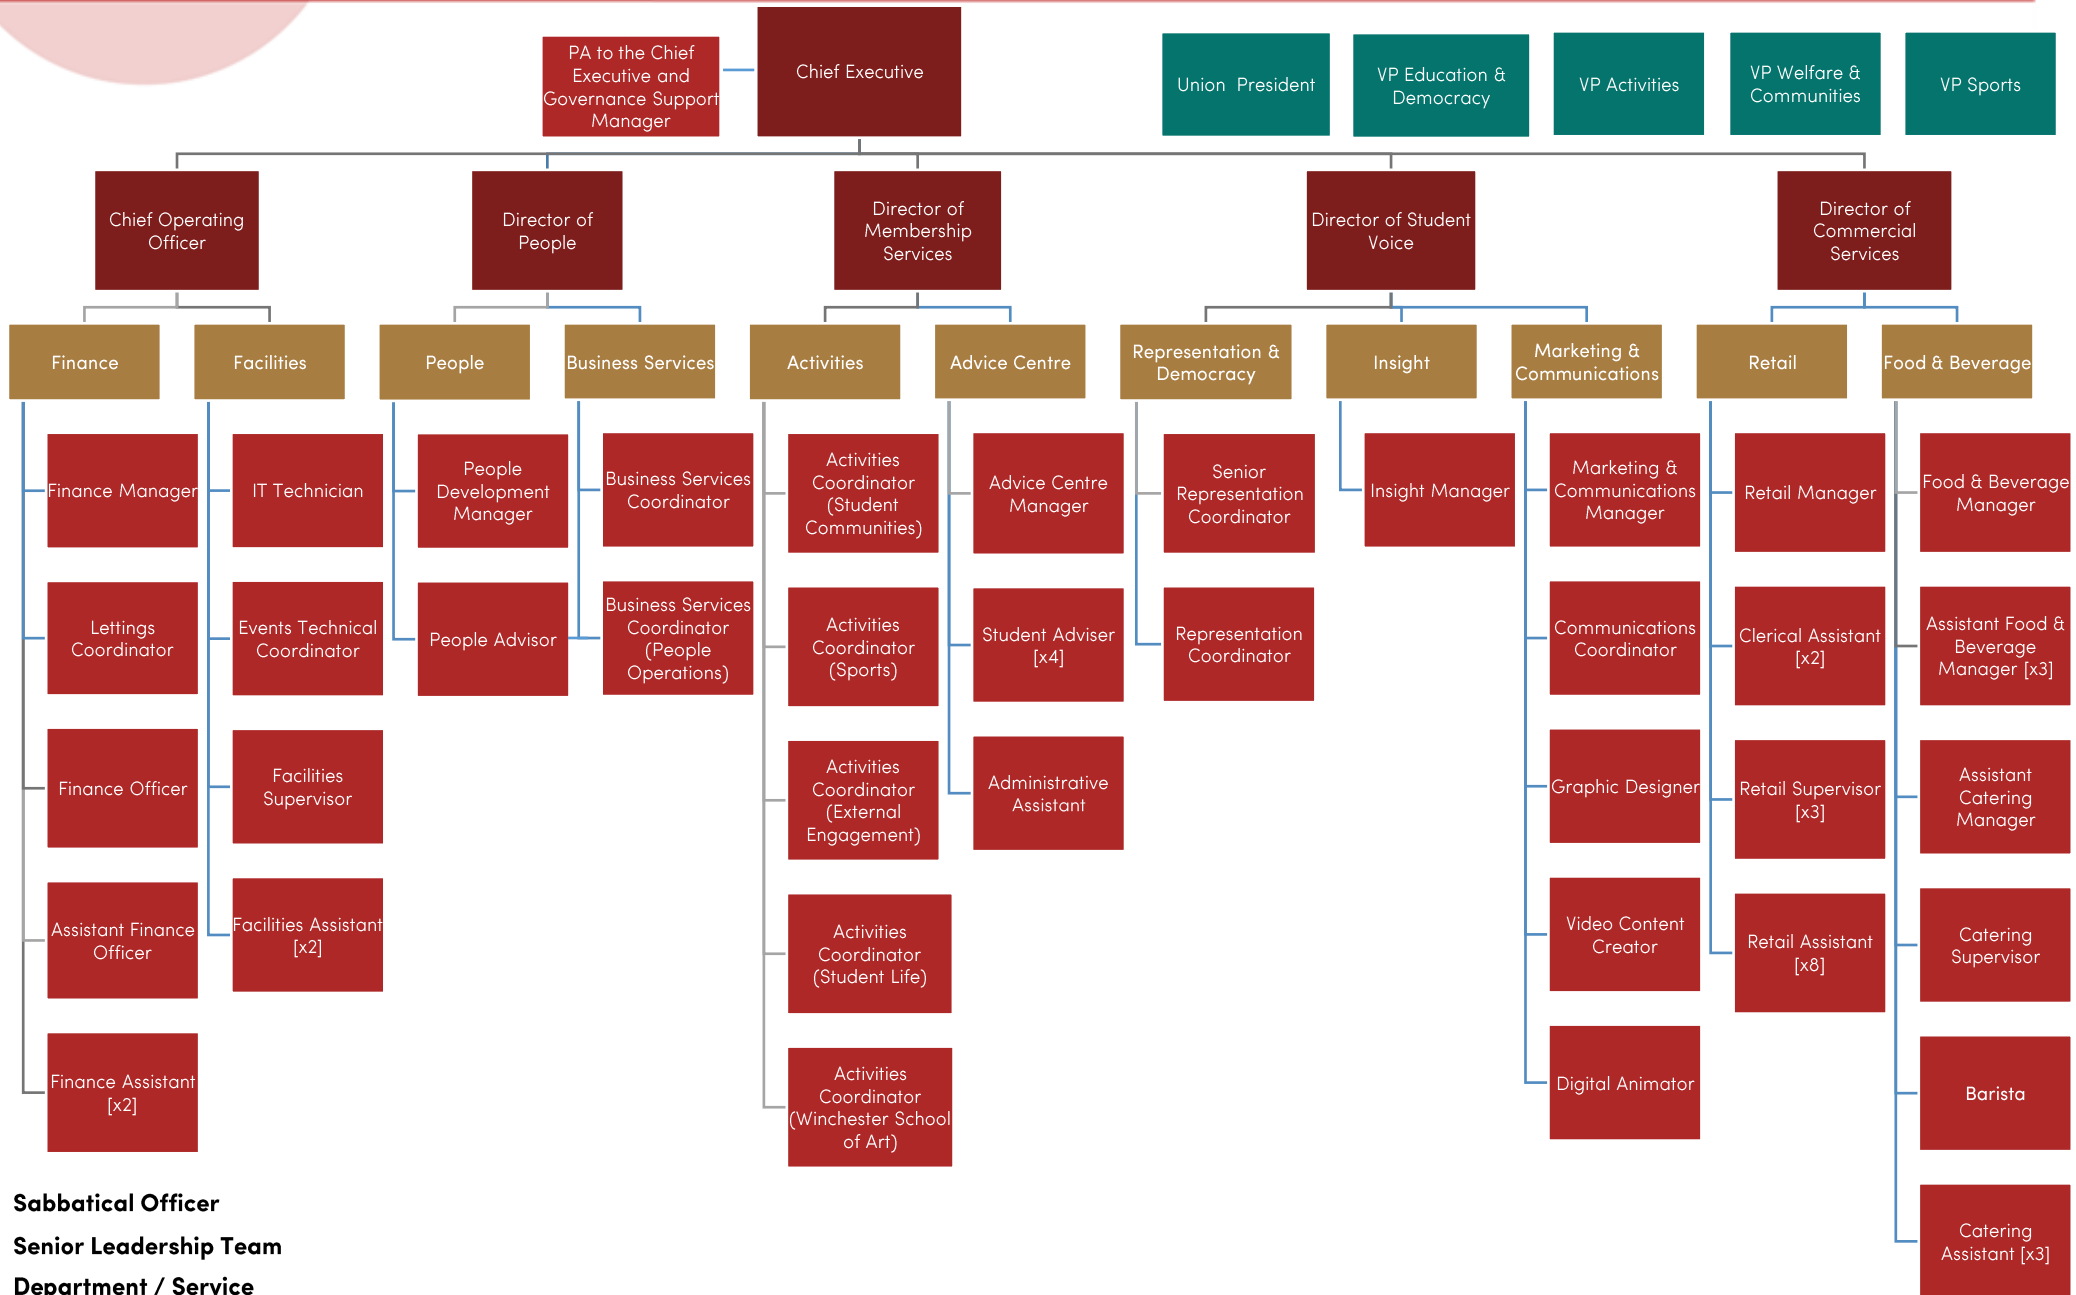 PA to the Chief
Executive and
Governance Support
Manager
Chief Executive
Union President
VP Education &
Democracy
VP Activities
VP Welfare &
Communities
VP Sports
Chief Operating
Officer
Director of
People
Director of
Membership
Services
Director of Student
Voice
Director of
Commercial
Services
Finance
Facilities
People
Business Services
Activities
Advice Centre
Representation &
Democracy
Insight
Marketing &
Communications
Retail
Food & Beverage
Finance Manager
Lettings
Coordinator
Finance Officer
Assistant Finance
Officer
Finance Assistant
[x2]
IT Technician
Events Technical
Coordinator
Facilities
Supervisor
Facilities Assistant
[x2]
People
Development
Manager
People Advisor
Business Services
Coordinator
Business Services
Coordinator
(People
Operations)
Activities
Coordinator
(Student
Communities)
Activities
Coordinator
(Sports)
Activities
Coordinator
(External
Engagement)
Activities
Coordinator
(Student Life)
Activities
Coordinator
(Winchester School
of Art)
Advice Centre
Manager
Student Adviser
[x4]
Administrative
Assistant
Senior
Representation
Coordinator
Representation
Coordinator
Insight Manager
Marketing &
Communications
Manager
Communications
Coordinator
Graphic Designer
Video Content
Creator
Digital Animator
Retail Manager
Clerical Assistant
[x2]
Retail Supervisor
[x3]
Retail Assistant
[x8]
Food & Beverage
Manager
Assistant Food &
Beverage
Manager [x3]
Assistant
Catering
Manager
Catering
Supervisor
Barista
Catering
Assistant [x3]
Sabbatical Officer
Senior Leadership Team
Department / Service